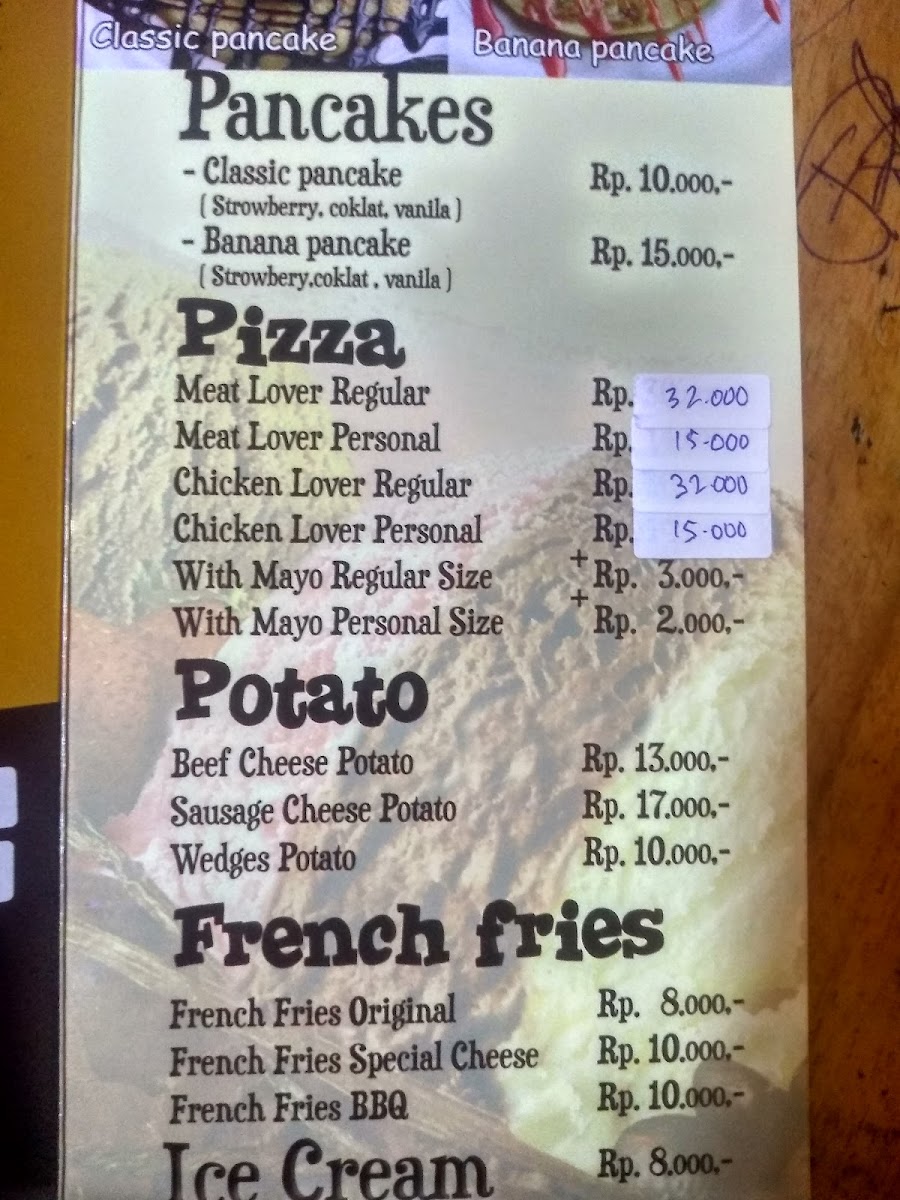 Classic pancake
Banana pancake
Pancakes
- Classic pancake Rp. 10.000,-
( Strowberry, coklat, vanila )
- Banana pancake Rp. 15.000,-
( Strowbery,coklat , vanila )
Pizza
Meat Lover Regular Rp. 32.000
Meat Lover Personal Rp. 15-000
Chicken Lover Regular Rp. 32.000
Chicken Lover Personal Rp. 15-000
With Mayo Regular Size + Rp. 3.000,-
With Mayo Personal Size + Rp. 2.000,-
Potato
Beef Cheese Potato Rp. 13.000,-
Sausage Cheese Potato Rp. 17.000,-
Wedges Potato Rp. 10.000,-
French fries
French Fries Original Rp. 8.000,-
French Fries Special Cheese Rp. 10.000,-
French Fries BBQ Rp. 10.000,-
Ice Cream Rp. 8.000,-